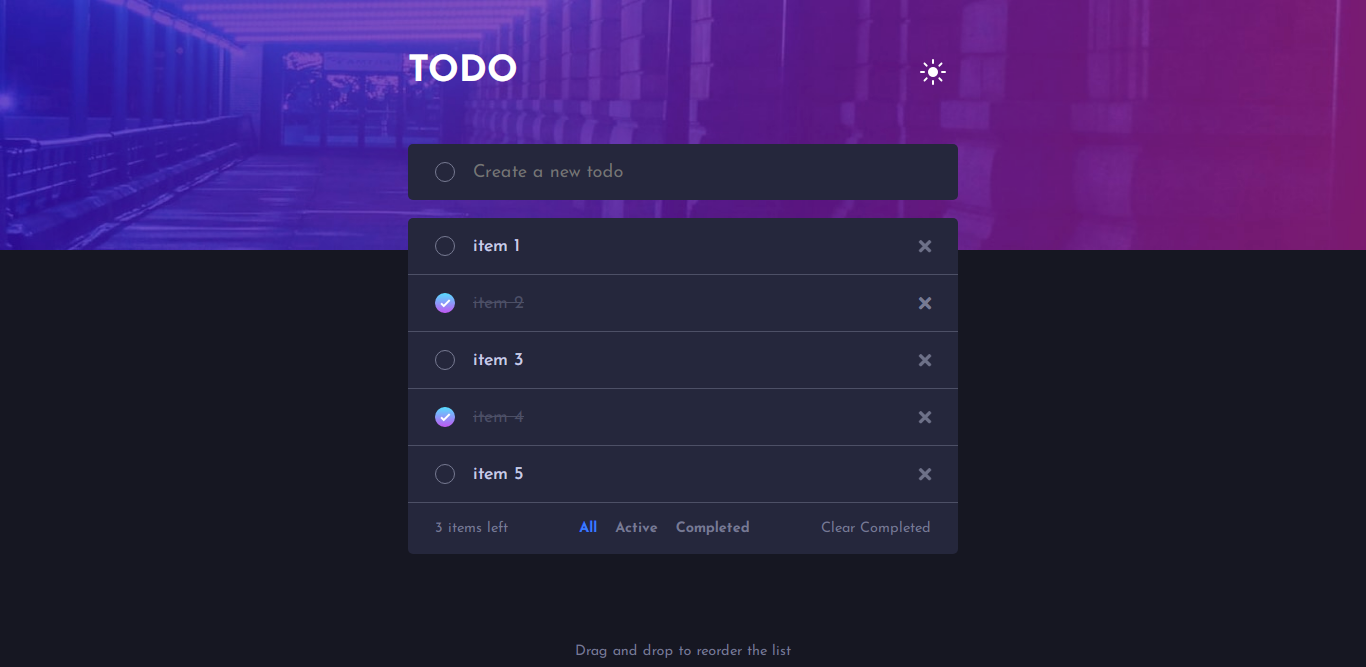 TODO
Create a new todo
item 1
item 2
item 3
item 4
item 5
3 items left All Active Completed Clear Completed
Drag and drop to reorder the list